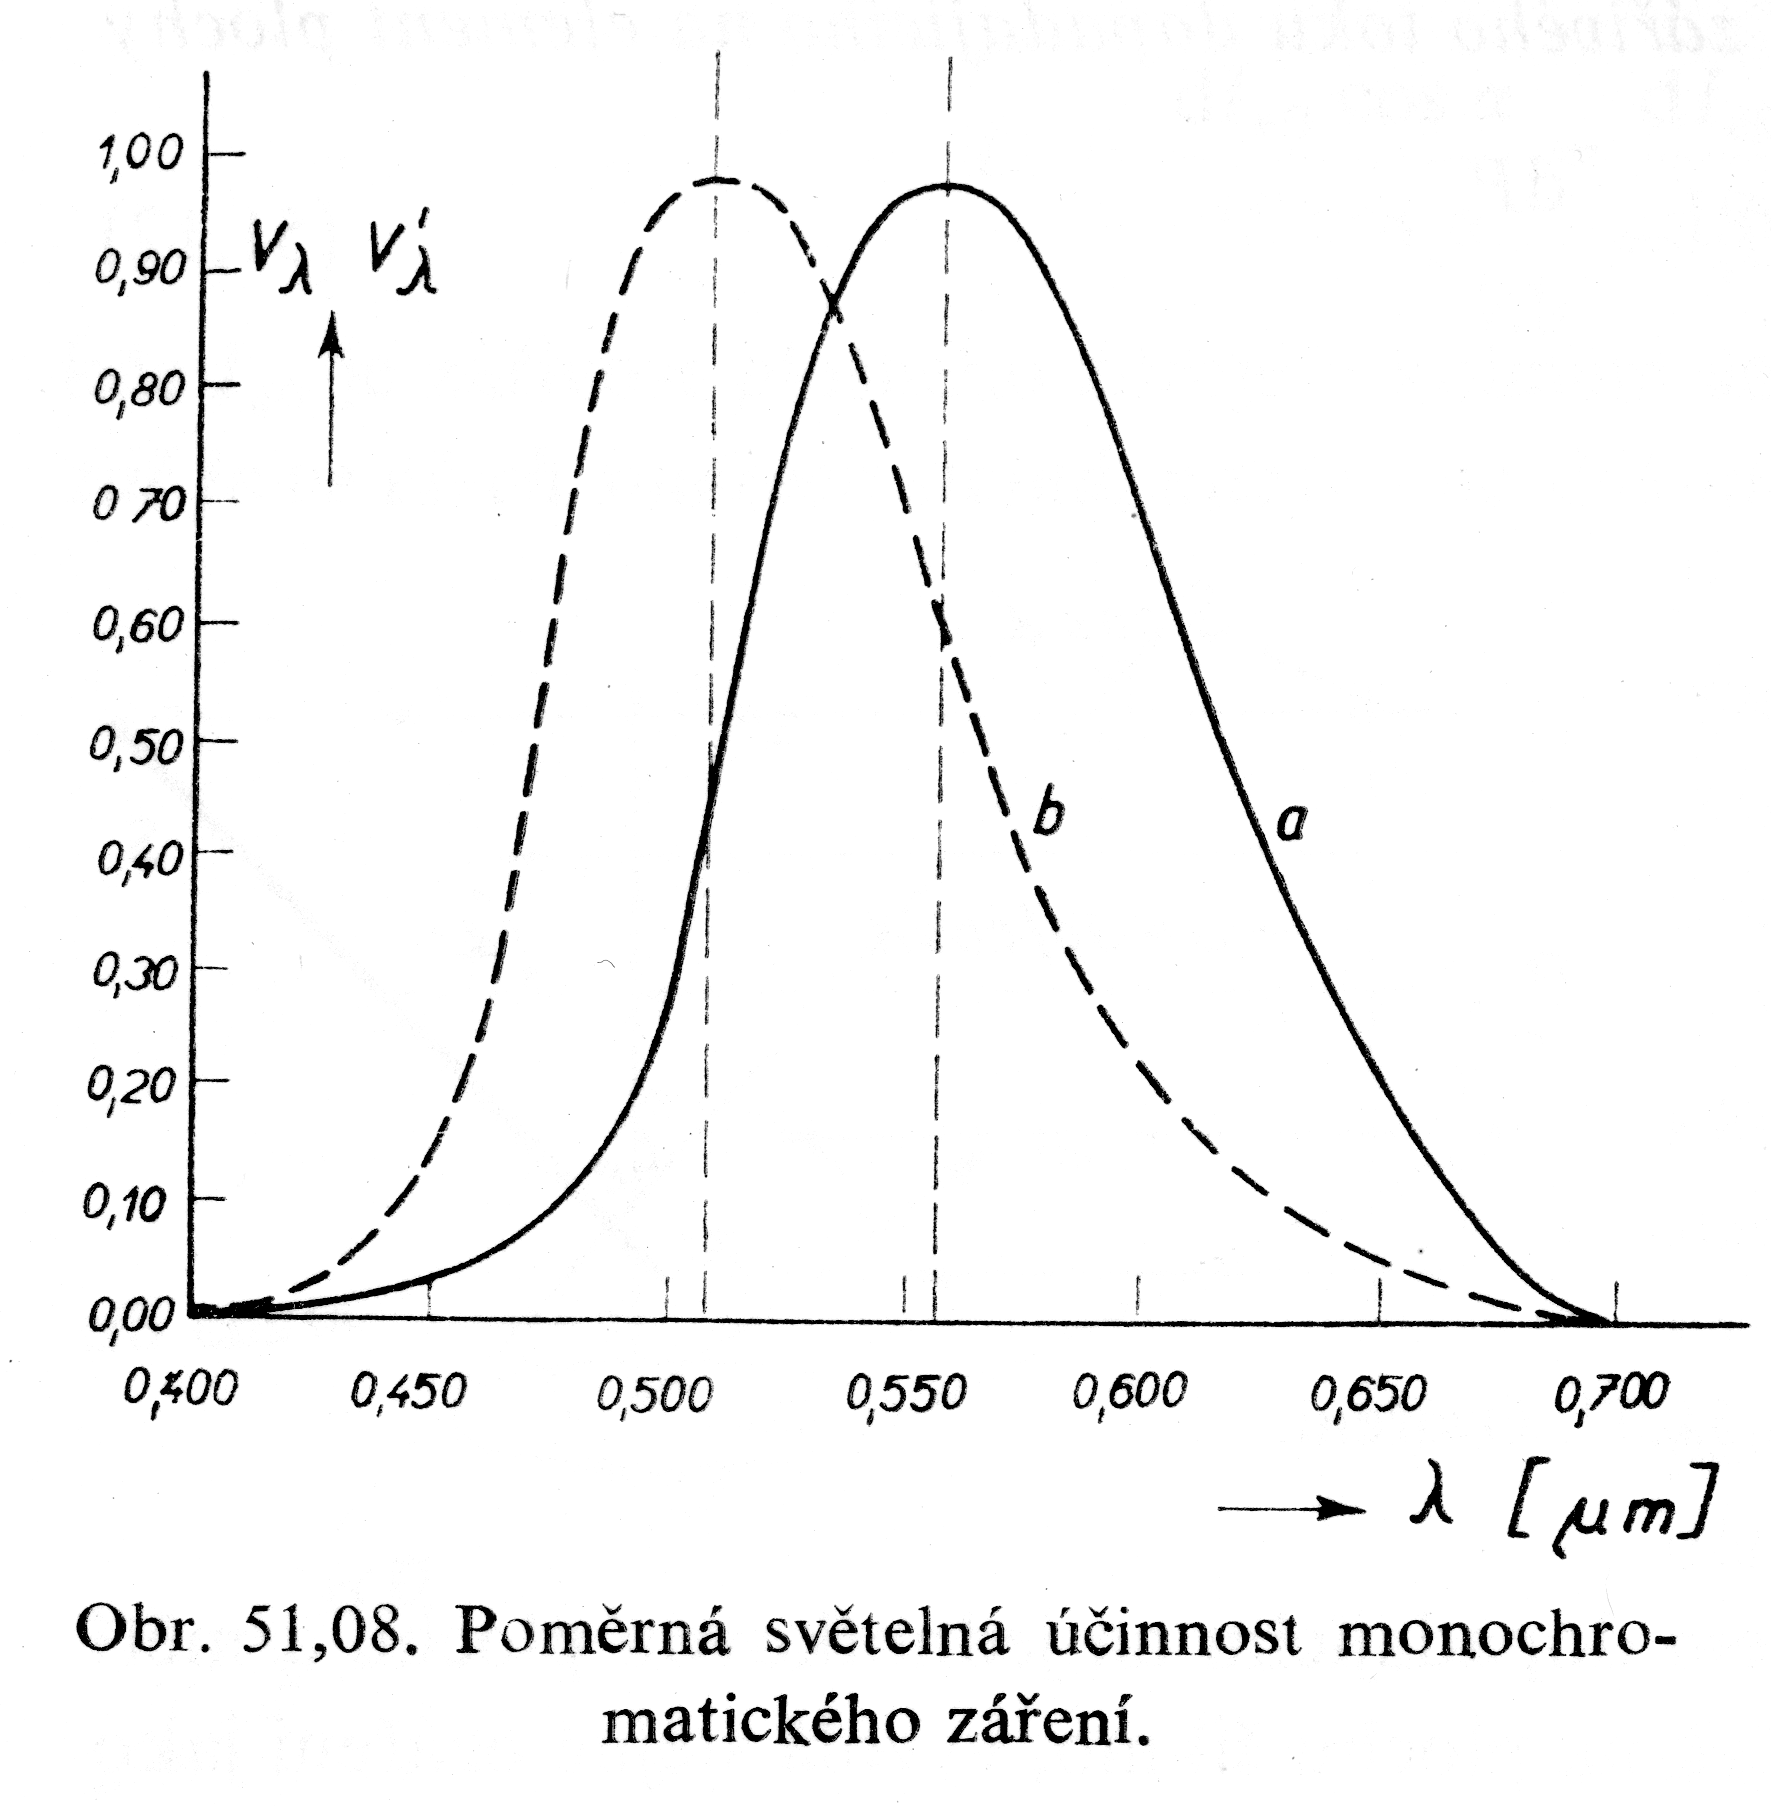 1,00
0,90
Vλ V′λ
0,80
0 70
0,60
0,50
0,40
0,30
0,20
0,10
0,00
b
a
0,400 0,450 0,500 0,550 0,600 0,650 0,700
λ [μm]
Obr. 51,08. Poměrná světelná účinnost monochro-
matického záření.